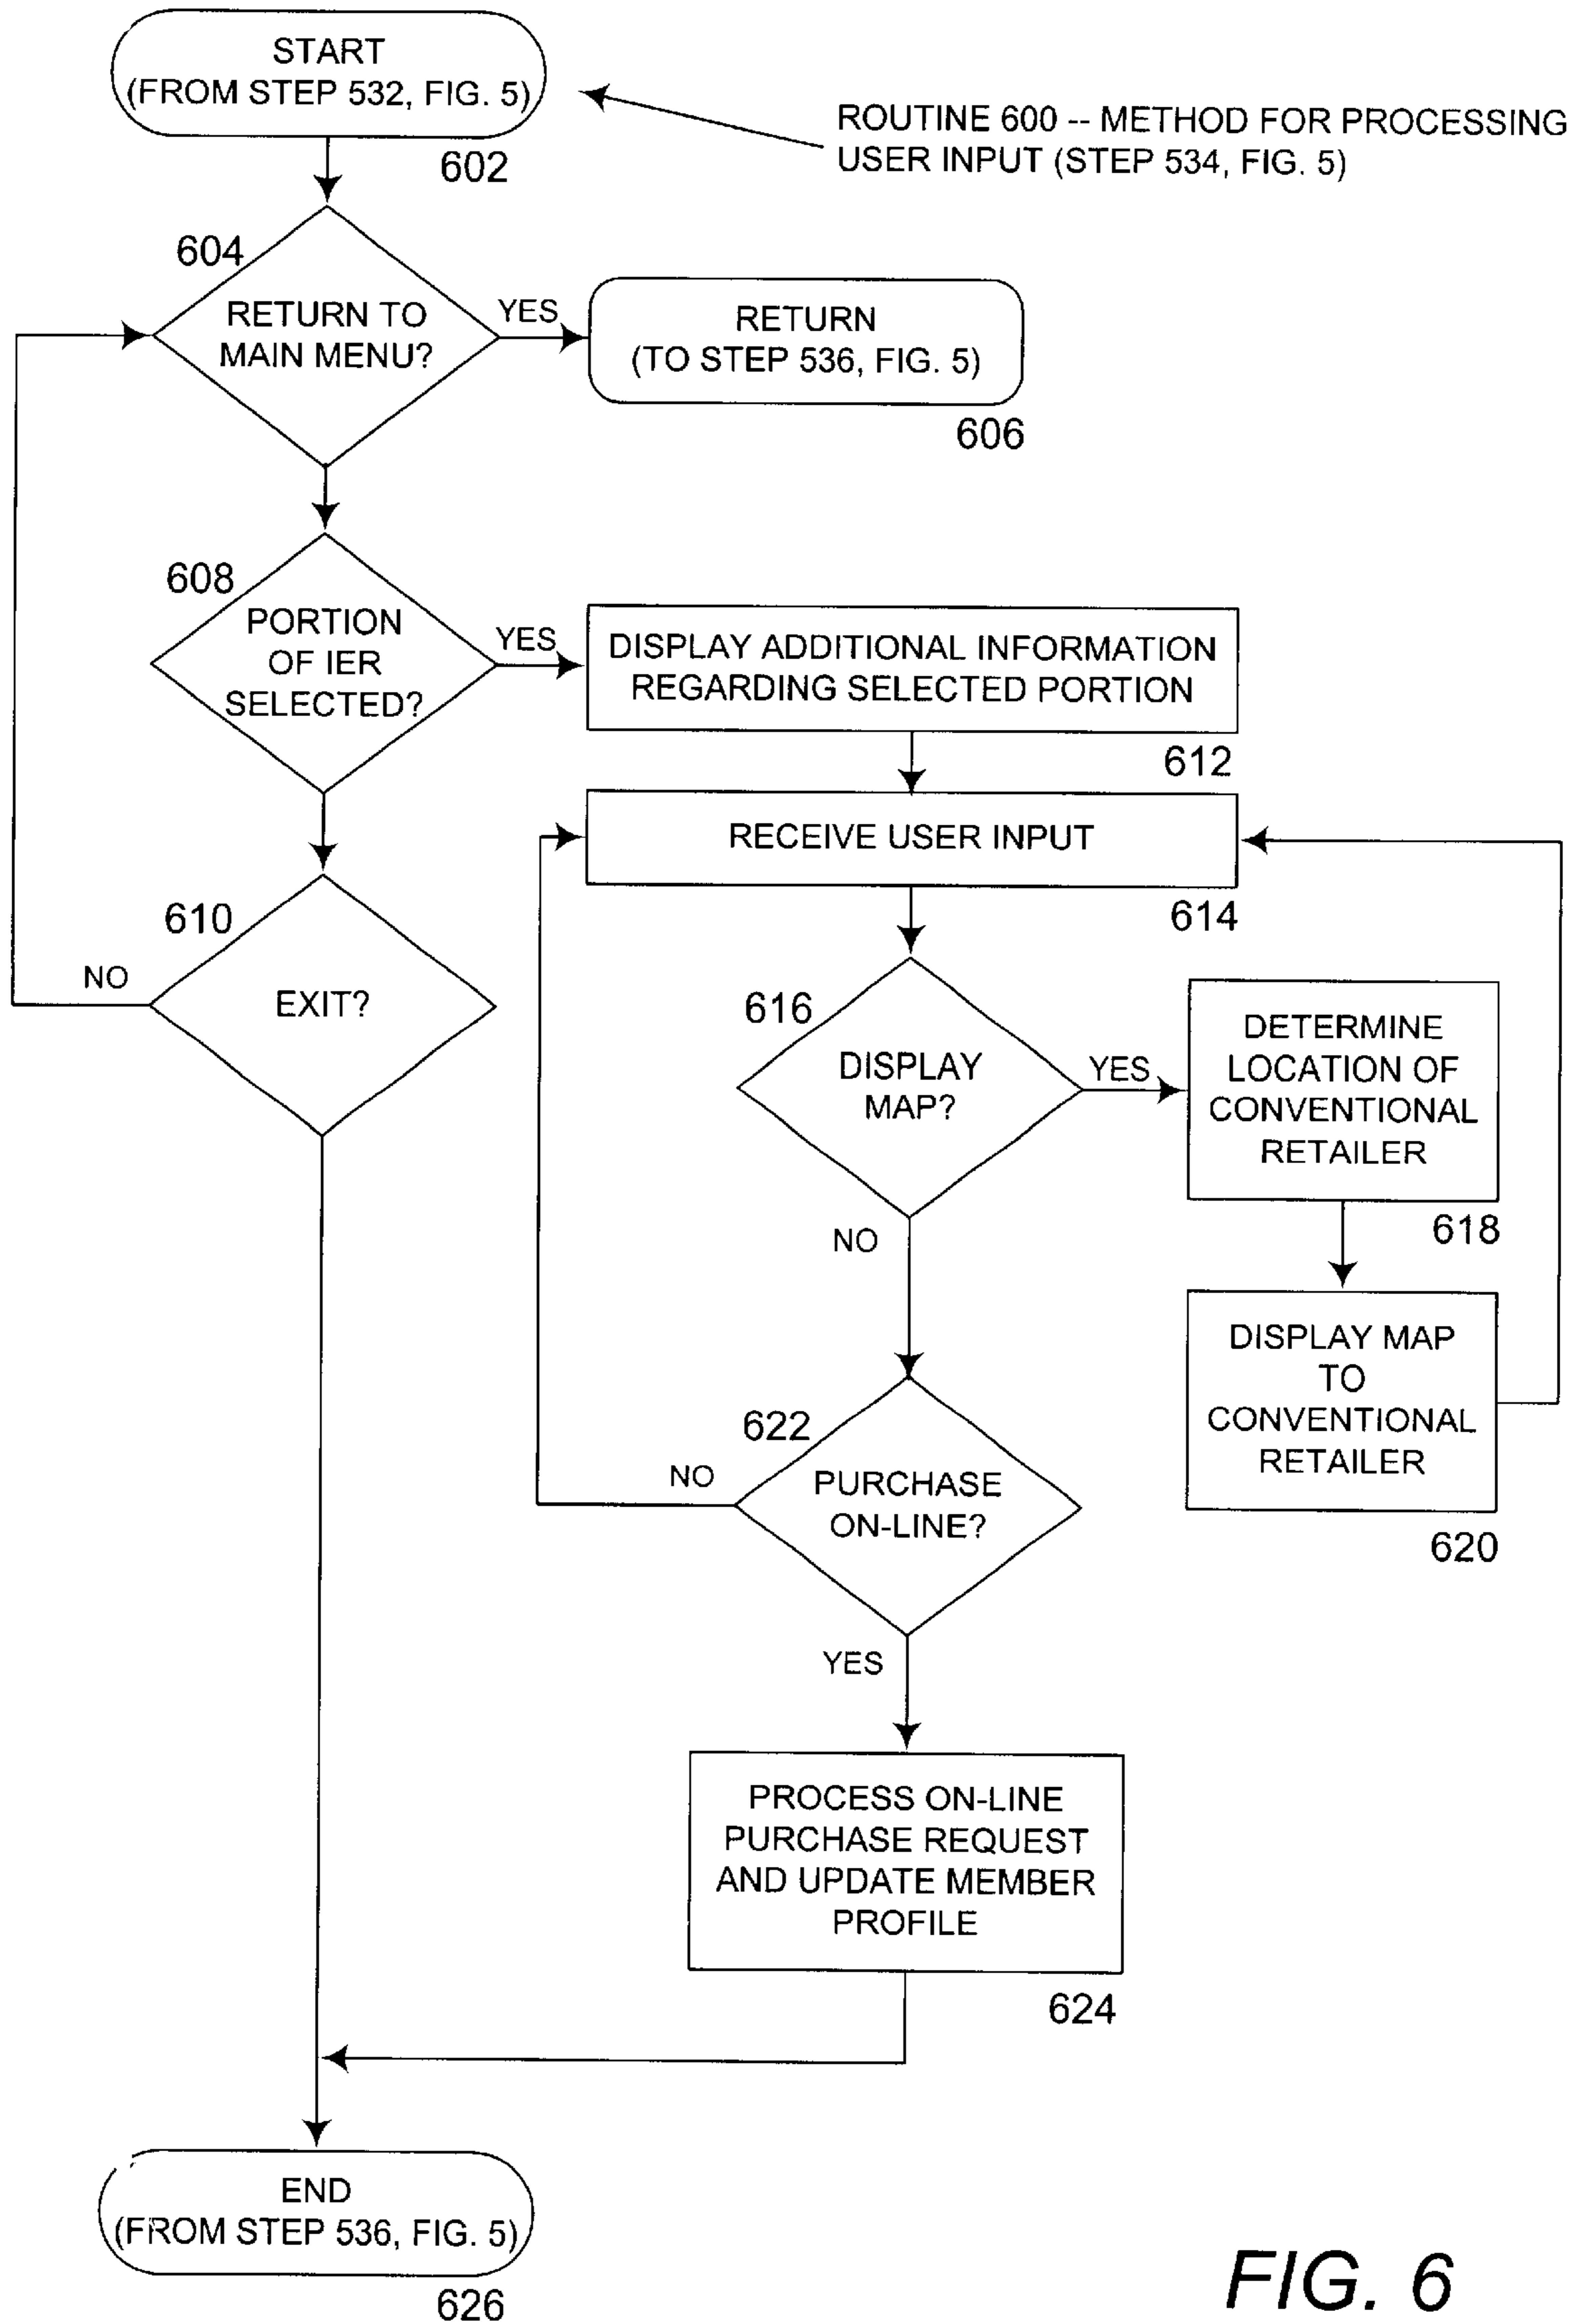 START
(FROM STEP 532, FIG. 5)
602
ROUTINE 600 -- METHOD FOR PROCESSING
USER INPUT (STEP 534, FIG. 5)
604
RETURN TO
MAIN MENU?
YES
RETURN
(TO STEP 536, FIG. 5)
606
608
PORTION
OF IER
SELECTED?
YES
DISPLAY ADDITIONAL INFORMATION
REGARDING SELECTED PORTION
612
RECEIVE USER INPUT
614
610
NO
EXIT?
616
DISPLAY
MAP?
YES
DETERMINE
LOCATION OF
CONVENTIONAL
RETAILER
618
NO
DISPLAY MAP
TO
CONVENTIONAL
RETAILER
620
622
NO
PURCHASE
ON-LINE?
YES
PROCESS ON-LINE
PURCHASE REQUEST
AND UPDATE MEMBER
PROFILE
624
END
(FROM STEP 536, FIG. 5)
626
FIG. 6